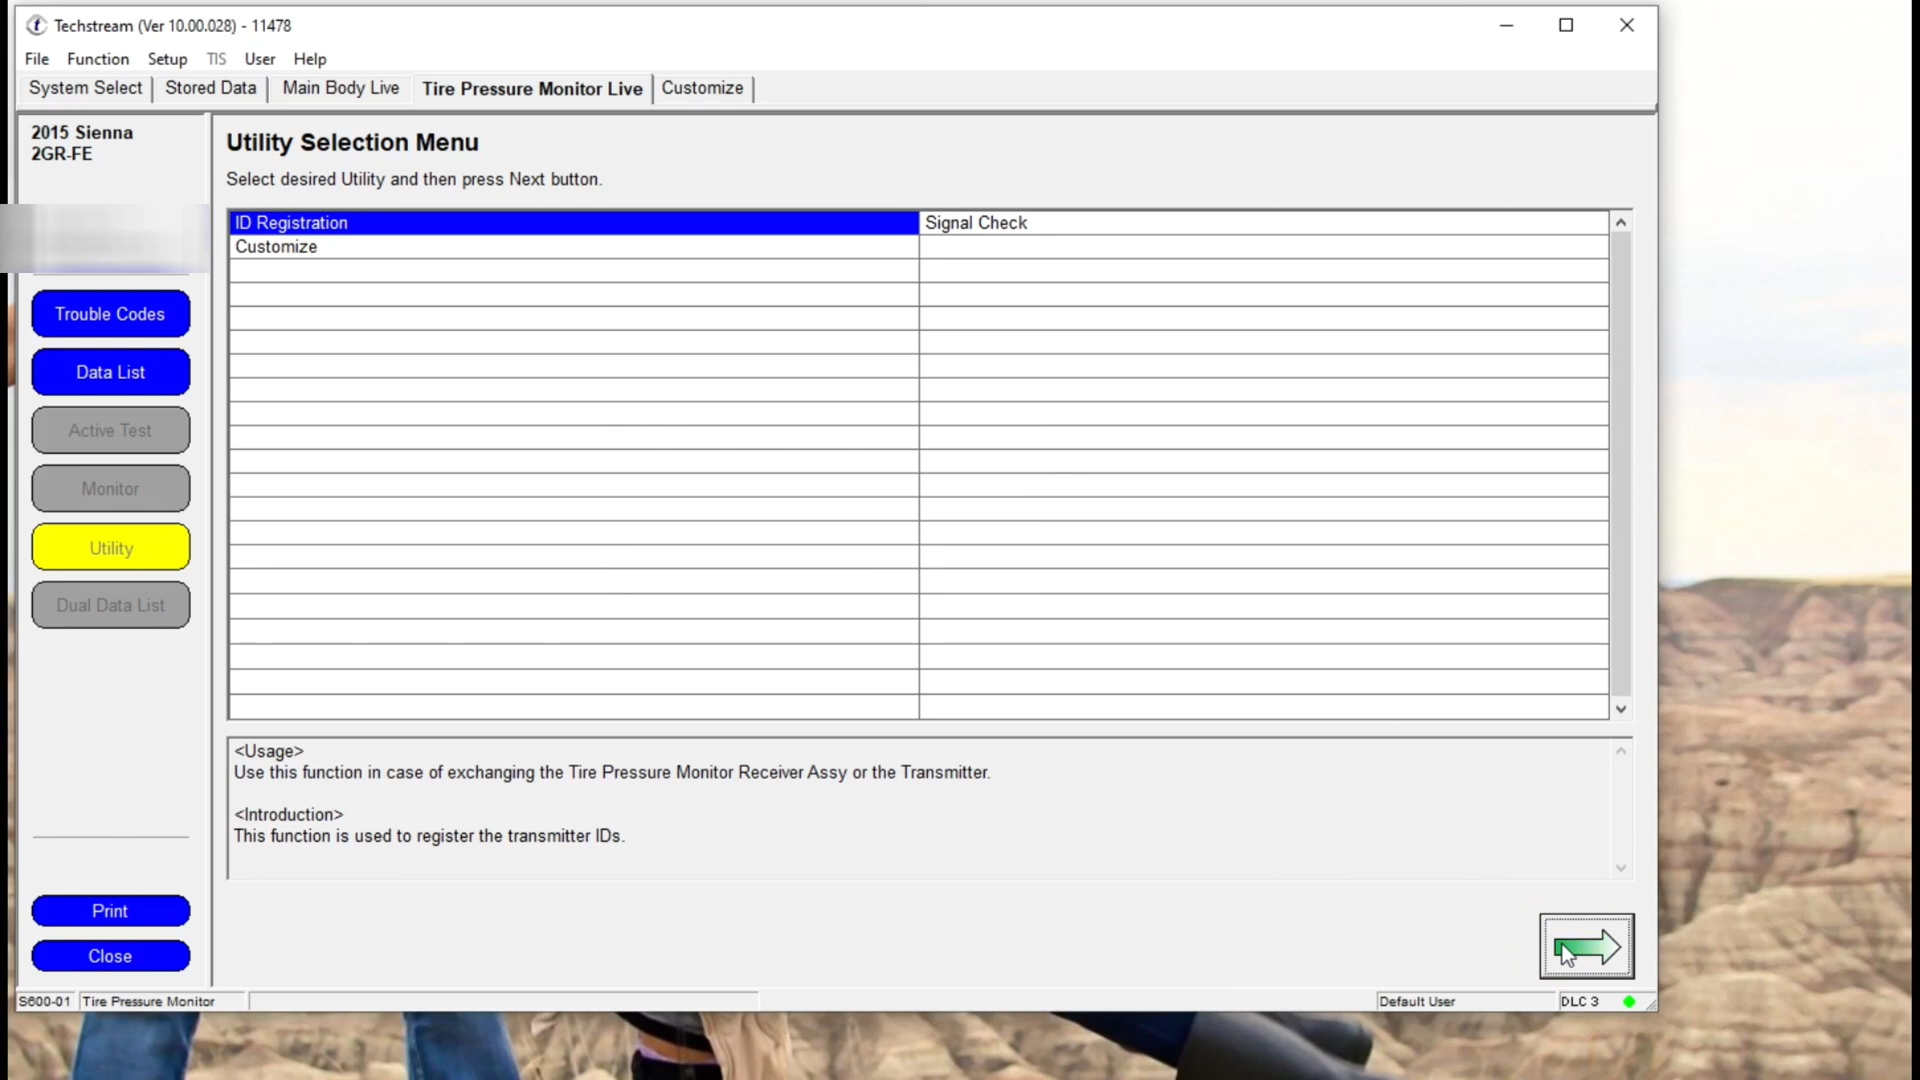 Techstream (Ver 10.00.028) - 11478
File Function Setup TIS User Help
System Select Stored Data Main Body Live Tire Pressure Monitor Live Customize
2015 Sienna
2GR-FE
Utility Selection Menu
Select desired Utility and then press Next button.
ID Registration Signal Check
Customize
Trouble Codes
Data List
Active Test
Monitor
Utility
Dual Data List
<Usage>
Use this function in case of exchanging the Tire Pressure Monitor Receiver Assy or the Transmitter.
<Introduction>
This function is used to register the transmitter IDs.
Print
Close
S600-01 Tire Pressure Monitor Default User DLC 3